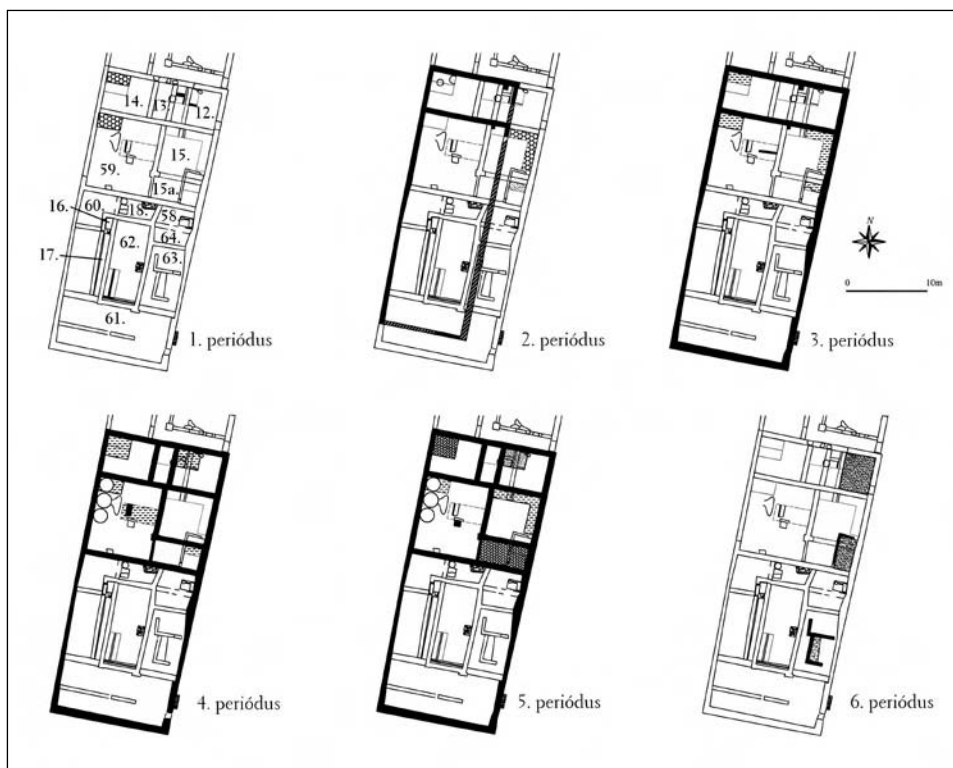 14.
13.
12.
15.
59.
15a.
60.
18.
58.
16.
64.
62.
63.
17.
61.
1. periódus
2. periódus
N
0 10m
3. periódus
4. periódus
5. periódus
6. periódus